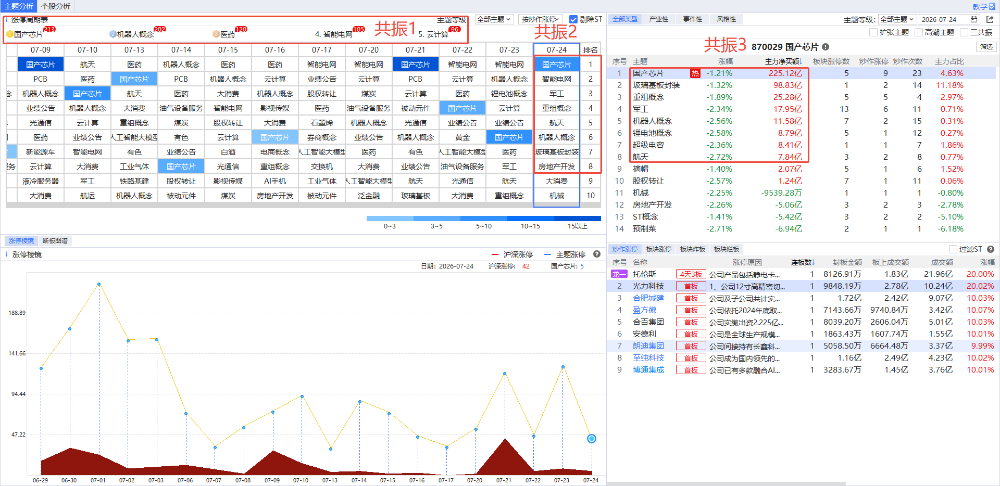 主题分析 个股分析 教学
涨停周期表 主题等级 全部主题 按炒作涨停 剔除ST
1 国产芯片 213 2 机器人概念 202 3 医药 120 4. 智能电网 105 5. 云计算 96
共振1 共振2
07-09 07-10 07-13 07-14 07-15 07-16 07-17 07-20 07-21 07-22 07-23 07-24 排名
国产芯片 航天 医药 机器人概念 医药 医药 智能电网 智能电网 国产芯片 智能电网 智能电网 国产芯片 1
PCB 医药 国产芯片 PCB 机器人概念 云计算 业绩公告 云计算 PCB 云计算 机器人概念 智能电网 2
念 机器人概念 国产芯片 航天 医药 大消费 机器人概念 股权转让 煤炭 云计算 医药 锂电池概念 军工 3
业绩公告 机器人概念 大消费 油气设备服务 智能电网 影视传媒 医药 油气设备服务 被动元件 国产芯片 云计算 重组概念 4
光通信 云计算 重组概念 煤炭 股权转让 大消费 石墨烯 机器人概念 光通信 业绩公告 业绩公告 航天 5
医药 业绩公告 人工智能大模型 有色 云计算 国产芯片 券商概念 业绩公告 机器人概念 黄金 国产芯片 机器人概念 6
新能源车 智能电网 有色 业绩公告 白酒 电商概念 人工智能大模型 医药 有色 人工智能大模型 医药 玻璃基板封装 7
服务 云计算 大消费 工业气体 国产芯片 光通信 重组概念 交换机 大消费 业绩公告 油气设备服务 军工 房地产开发 8
液冷服务器 军工 铁路基建 股权转让 影视传媒 AI手机 工业气体 人工智能大模型 航天 光通信 航天 大消费 9
大消费 航运 机器人概念 被动元件 煤炭 房地产开发 被动元件 泛金融 玻璃基板 大消费 重组概念 机械 10
0~3 3~5 5~10 10~15 15以上
涨停棱镜 断板图谱
涨停棱镜 沪深涨停 主题涨停
日期: 2026-07-24 沪深涨停: 42 国产芯片: 5
188.89
141.66
94.44
47.22
06-29 06-30 07-01 07-02 07-03 07-06 07-07 07-08 07-09 07-10 07-13 07-14 07-15 07-16 07-17 07-20 07-21 07-22 07-23 07-24
全部类型 产业性 事件性 风格性 主题等级: 全部主题 2026-07-24
扩张主题 高潮主题 三共振
共振3 870029 国产芯片 筛选
序号 主题 涨幅 主力净买额↓ 板块涨停数 炒作涨停 炒作次数 主力占比
1 国产芯片 热 -1.21% 225.12亿 5 9 23 4.63%
2 玻璃基板封装 -1.32% 98.83亿 1 2 14 11.18%
3 重组概念 -1.89% 25.28亿 5 5 4 2.97%
4 军工 -2.34% 17.95亿 13 6 11 0.71%
5 机器人概念 -2.56% 11.58亿 7 2 15 0.31%
6 锂电池概念 -2.58% 8.79亿 5 1 12 0.27%
7 超级电容 -2.36% 8.41亿 1 1 7 1.86%
8 航天 -2.72% 7.84亿 3 2 8 0.77%
9 摘帽 -1.40% 2.07亿 5 1 6 1.52%
10 股权转让 -2.57% 1.24亿 7 1 11 0.06%
11 机械 -2.25% -9539.28万 1 1 1 -0.80%
12 房地产开发 -2.26% -5.06亿 3 2 3 -2.78%
13 ST概念 -1.41% -5.42亿 3 2 2 -5.10%
14 预制菜 -2.71% -6.94亿 2 1 1 -6.18%
炒作涨停 板块涨停 板块炸板 板块烂板 过滤ST
序号 名称 涨停原因 连板数↓ 封板金额 板上成交额 成交额 涨幅
龙一 托伦斯 4天3板 公司产品包括静电卡... 1 8126.91万 1.83亿 21.96亿 20.00%
2 光力科技 首板 1、公司12寸高精密切... 1 9848.19万 2.78亿 10.24亿 20.02%
3 合肥城建 首板 公司及子公司共计实... 1 1.72亿 2.42亿 9.07亿 10.03%
4 盈方微 首板 公司依托2024年底取... 1 7143.66万 9740.84万 3.42亿 10.07%
5 合百集团 首板 公司实缴出资2.225亿... 1 8039.20万 2606.04万 5.01亿 10.03%
6 安德利 首板 公司是全球生产规模... 1 1863.43万 1607.74万 1.55亿 10.01%
7 朗迪集团 首板 公司间接持有长鑫科... 1 5058.50万 6664.48万 3.37亿 9.99%
8 至纯科技 首板 公司成为国内领先的... 1 1.16亿 2.49亿 4.23亿 10.02%
9 博通集成 首板 公司已有多款融合AI... 1 3283.67万 1.45亿 3.76亿 10.01%